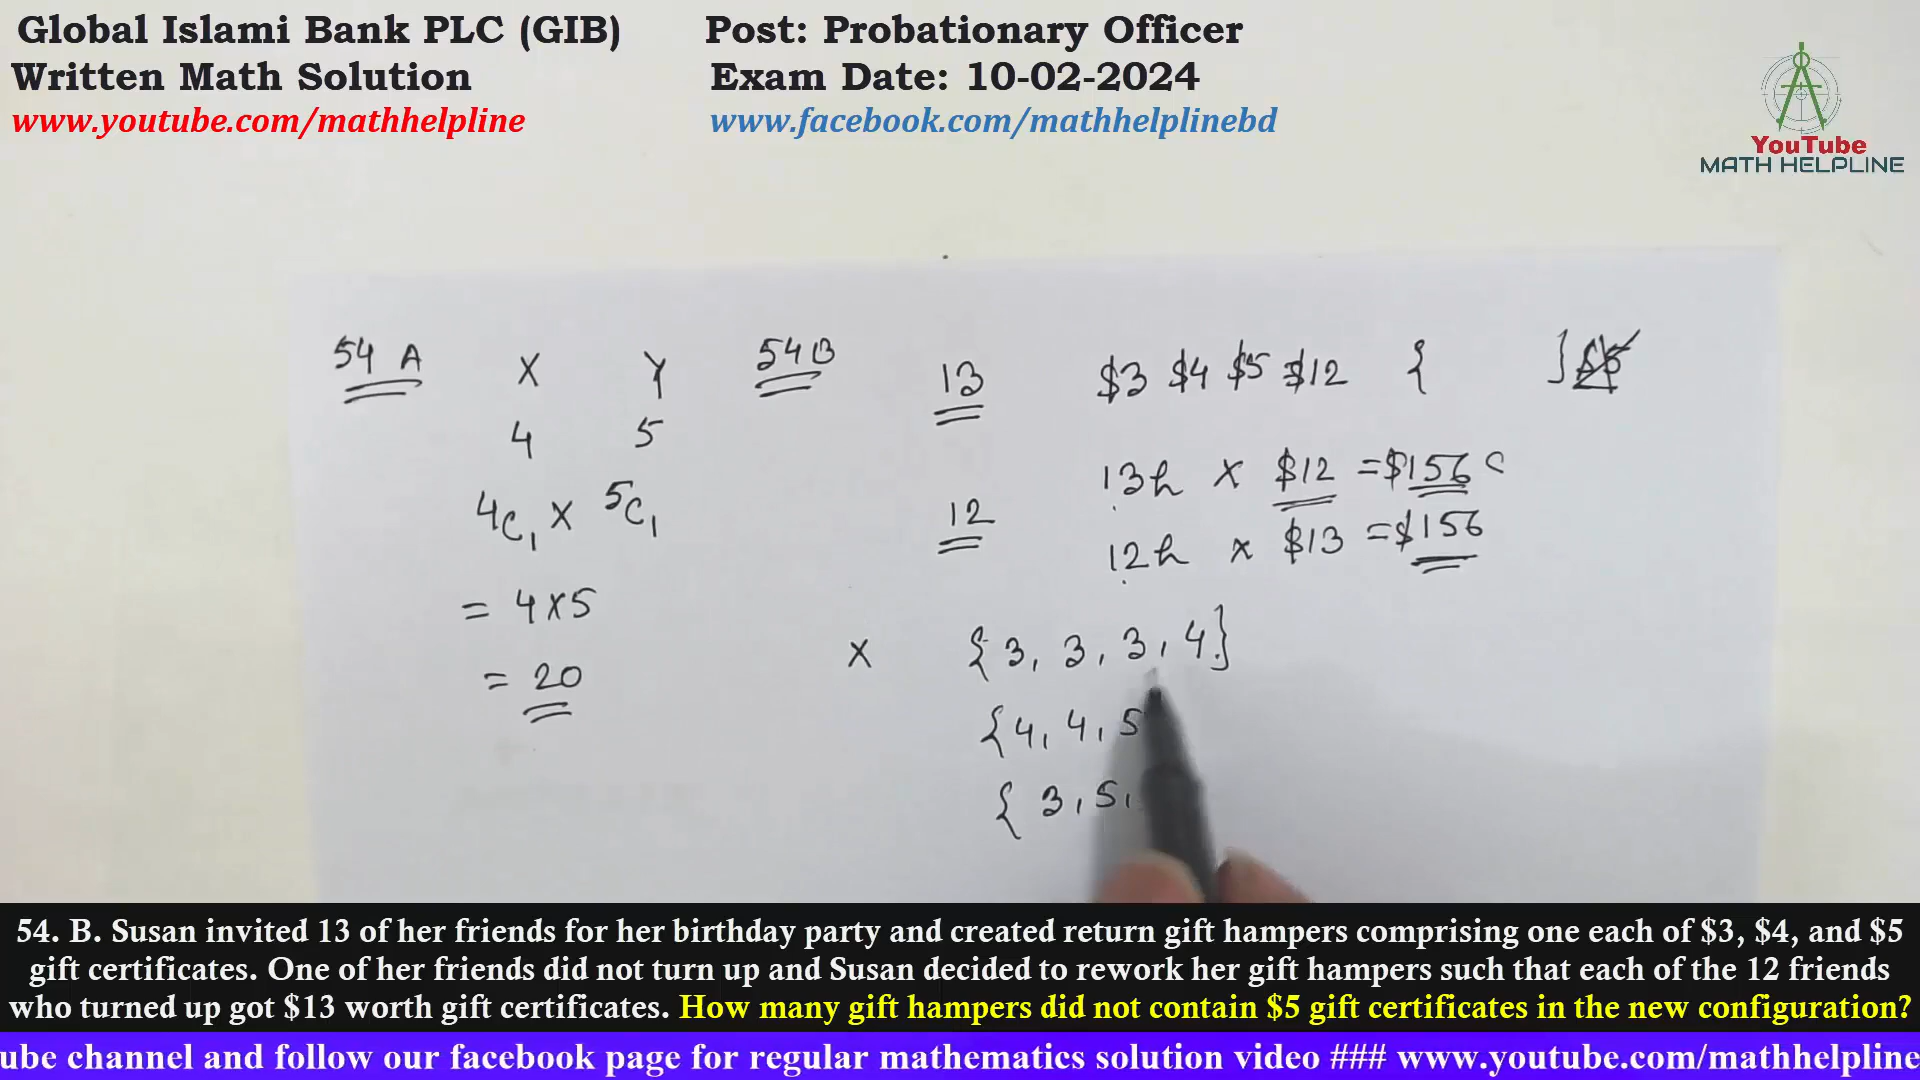 Global Islami Bank PLC (GIB) Post: Probationary Officer
Written Math Solution Exam Date: 10-02-2024
www.youtube.com/mathhelpline www.facebook.com/mathhelplinebd
YouTube
MATH HELPLINE
54 A X Y
4 5
4C1 X 5C1
= 4X5
= 20
54 B 13 $3 $4 $5 $12 { }
13h X $12 = $156
12 12h x $13 = $156
X {3, 3, 3, 4}
{4, 4, 5
{ 3, 5,
54. B. Susan invited 13 of her friends for her birthday party and created return gift hampers comprising one each of $3, $4, and $5
gift certificates. One of her friends did not turn up and Susan decided to rework her gift hampers such that each of the 12 friends
who turned up got $13 worth gift certificates. How many gift hampers did not contain $5 gift certificates in the new configuration?
ube channel and follow our facebook page for regular mathematics solution video ### www.youtube.com/mathhelpline